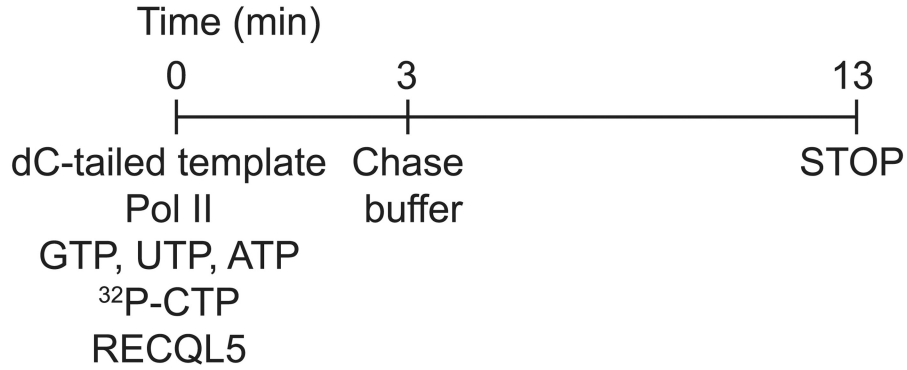 Time (min)
0 3 13
dC-tailed template Chase STOP
Pol II buffer
GTP, UTP, ATP
³²P-CTP
RECQL5